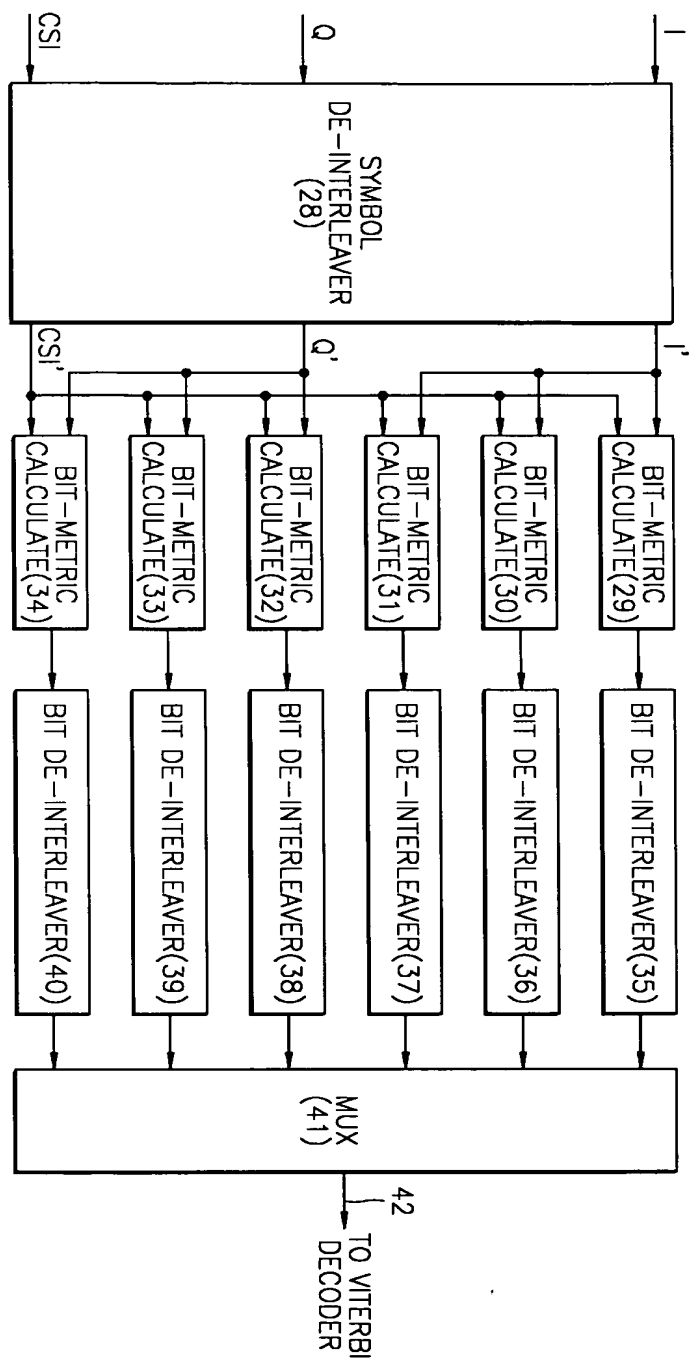 I
Q
CSI
SYMBOL
DE-INTERLEAVER
(28)
I'
Q'
CSI'
BIT-METRIC
CALCULATE(29)
BIT-METRIC
CALCULATE(30)
BIT-METRIC
CALCULATE(31)
BIT-METRIC
CALCULATE(32)
BIT-METRIC
CALCULATE(33)
BIT-METRIC
CALCULATE(34)
BIT DE-INTERLEAVER(35)
BIT DE-INTERLEAVER(36)
BIT DE-INTERLEAVER(37)
BIT DE-INTERLEAVER(38)
BIT DE-INTERLEAVER(39)
BIT DE-INTERLEAVER(40)
MUX
(41)
42
TO VITERBI
DECODER